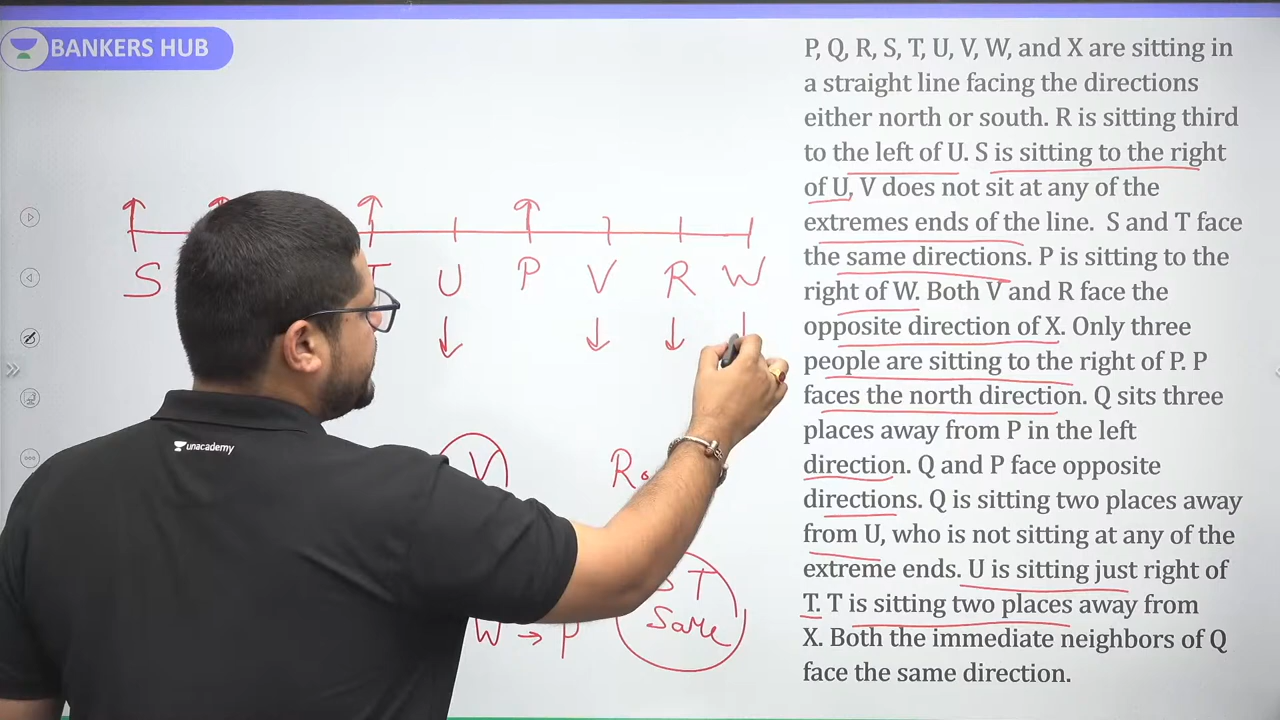 BANKERS HUB
P, Q, R, S, T, U, V, W, and X are sitting in
a straight line facing the directions
either north or south. R is sitting third
to the left of U. S is sitting to the right
of U, V does not sit at any of the
extremes ends of the line.  S and T face
the same directions. P is sitting to the
right of W. Both V and R face the
opposite direction of X. Only three
people are sitting to the right of P. P
faces the north direction. Q sits three
places away from P in the left
direction. Q and P face opposite
directions. Q is sitting two places away
from U, who is not sitting at any of the
extreme ends. U is sitting just right of
T. T is sitting two places away from
X. Both the immediate neighbors of Q
face the same direction.
S T U P V R W
V
R
S T
Same
W → P
unacademy